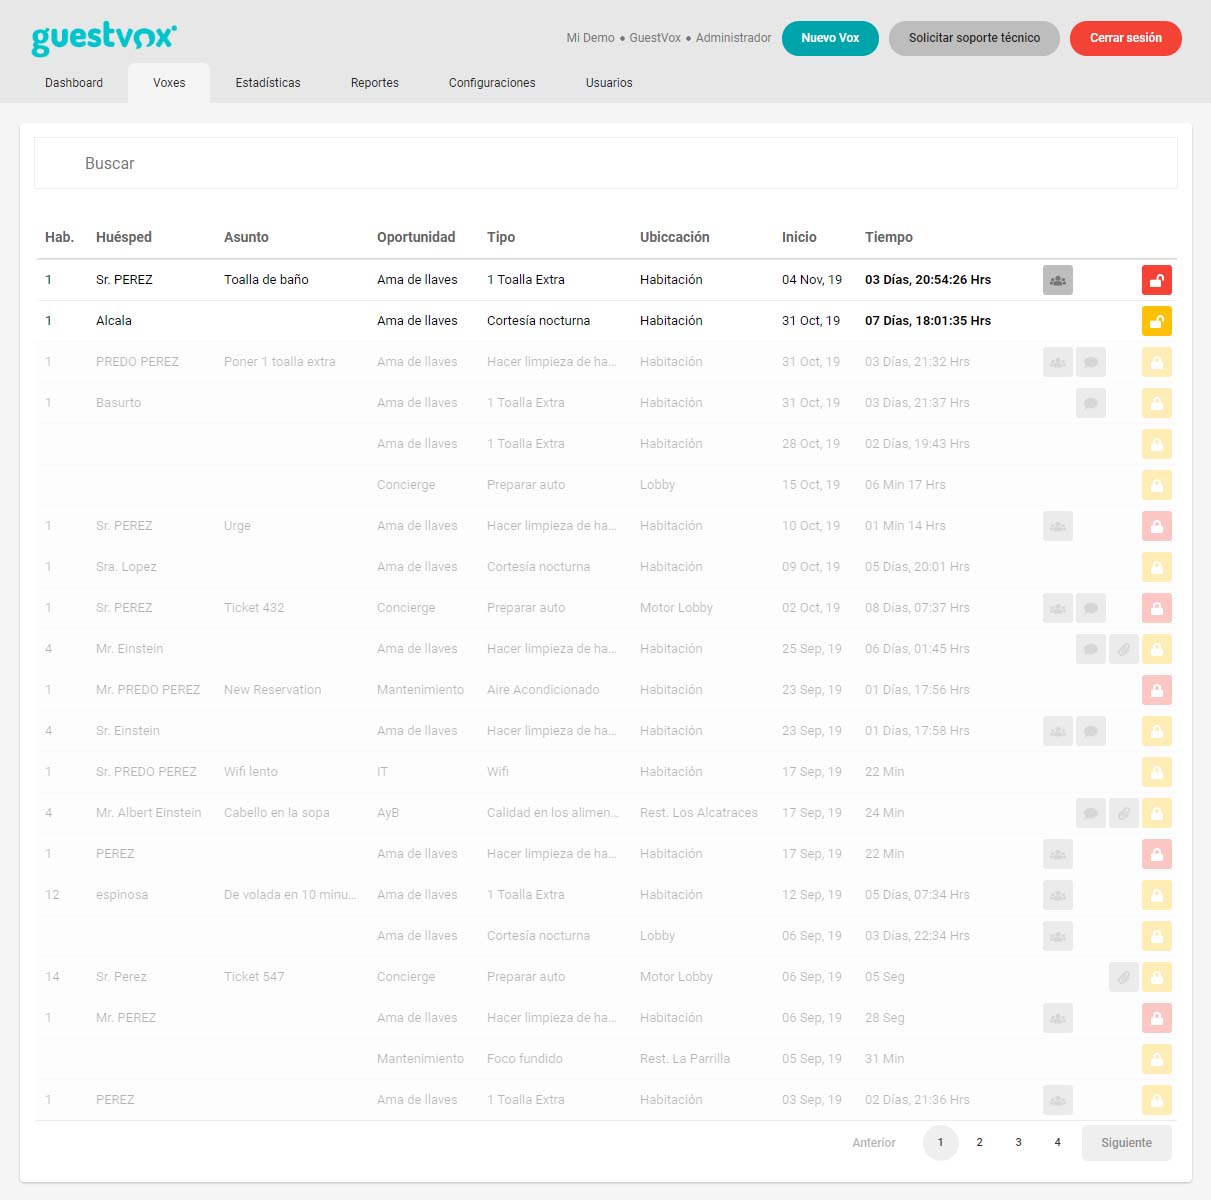 guestvox
Mi Demo • GuestVox • Administrador Nuevo Vox Solicitar soporte técnico Cerrar sesión
Dashboard Voxes Estadísticas Reportes Configuraciones Usuarios
Buscar
Hab. Huésped Asunto Oportunidad Tipo Ubiccación Inicio Tiempo
1 Sr. PEREZ Toalla de baño Ama de llaves 1 Toalla Extra Habitación 04 Nov, 19 03 Días, 20:54:26 Hrs
1 Alcala Ama de llaves Cortesía nocturna Habitación 31 Oct, 19 07 Días, 18:01:35 Hrs
1 PREDO PEREZ Poner 1 toalla extra Ama de llaves Hacer limpieza de ha... Habitación 31 Oct, 19 03 Días, 21:32 Hrs
1 Basurto Ama de llaves 1 Toalla Extra Habitación 31 Oct, 19 03 Días, 21:37 Hrs
Ama de llaves 1 Toalla Extra Habitación 28 Oct, 19 02 Días, 19:43 Hrs
Concierge Preparar auto Lobby 15 Oct, 19 06 Min 17 Hrs
1 Sr. PEREZ Urge Ama de llaves Hacer limpieza de ha... Habitación 10 Oct, 19 01 Min 14 Hrs
1 Sra. Lopez Ama de llaves Cortesía nocturna Habitación 09 Oct, 19 05 Días, 20:01 Hrs
1 Sr. PEREZ Ticket 432 Concierge Preparar auto Motor Lobby 02 Oct, 19 08 Días, 07:37 Hrs
4 Mr. Einstein Ama de llaves Hacer limpieza de ha... Habitación 25 Sep, 19 06 Días, 01:45 Hrs
1 Mr. PREDO PEREZ New Reservation Mantenimiento Aire Acondicionado Habitación 23 Sep, 19 01 Días, 17:56 Hrs
4 Sr. Einstein Ama de llaves Hacer limpieza de ha... Habitación 23 Sep, 19 01 Días, 17:58 Hrs
1 Sr. PREDO PEREZ Wifi lento IT Wifi Habitación 17 Sep, 19 22 Min
4 Mr. Albert Einstein Cabello en la sopa AyB Calidad en los alimen... Rest. Los Alcatraces 17 Sep, 19 24 Min
1 PEREZ Ama de llaves Hacer limpieza de ha... Habitación 17 Sep, 19 22 Min
12 espinosa De volada en 10 minu... Ama de llaves 1 Toalla Extra Habitación 12 Sep, 19 05 Días, 07:34 Hrs
Ama de llaves Cortesía nocturna Lobby 06 Sep, 19 03 Días, 22:34 Hrs
14 Sr. Perez Ticket 547 Concierge Preparar auto Motor Lobby 06 Sep, 19 05 Seg
1 Mr. PEREZ Ama de llaves Hacer limpieza de ha... Habitación 06 Sep, 19 28 Seg
Mantenimiento Foco fundido Rest. La Parrilla 05 Sep, 19 31 Min
1 PEREZ Ama de llaves 1 Toalla Extra Habitación 03 Sep, 19 02 Días, 21:36 Hrs
Anterior 1 2 3 4 Siguiente